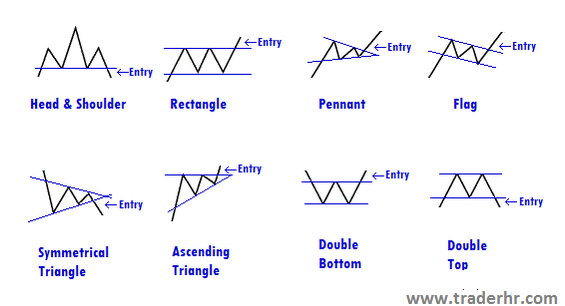 Entry
Entry
Entry
Entry
Head & Shoulder
Rectangle
Pennant
Flag
Entry
Entry
Entry
Entry
Symmetrical
Triangle
Ascending
Triangle
Double
Bottom
Double
Top
www.traderhr.com